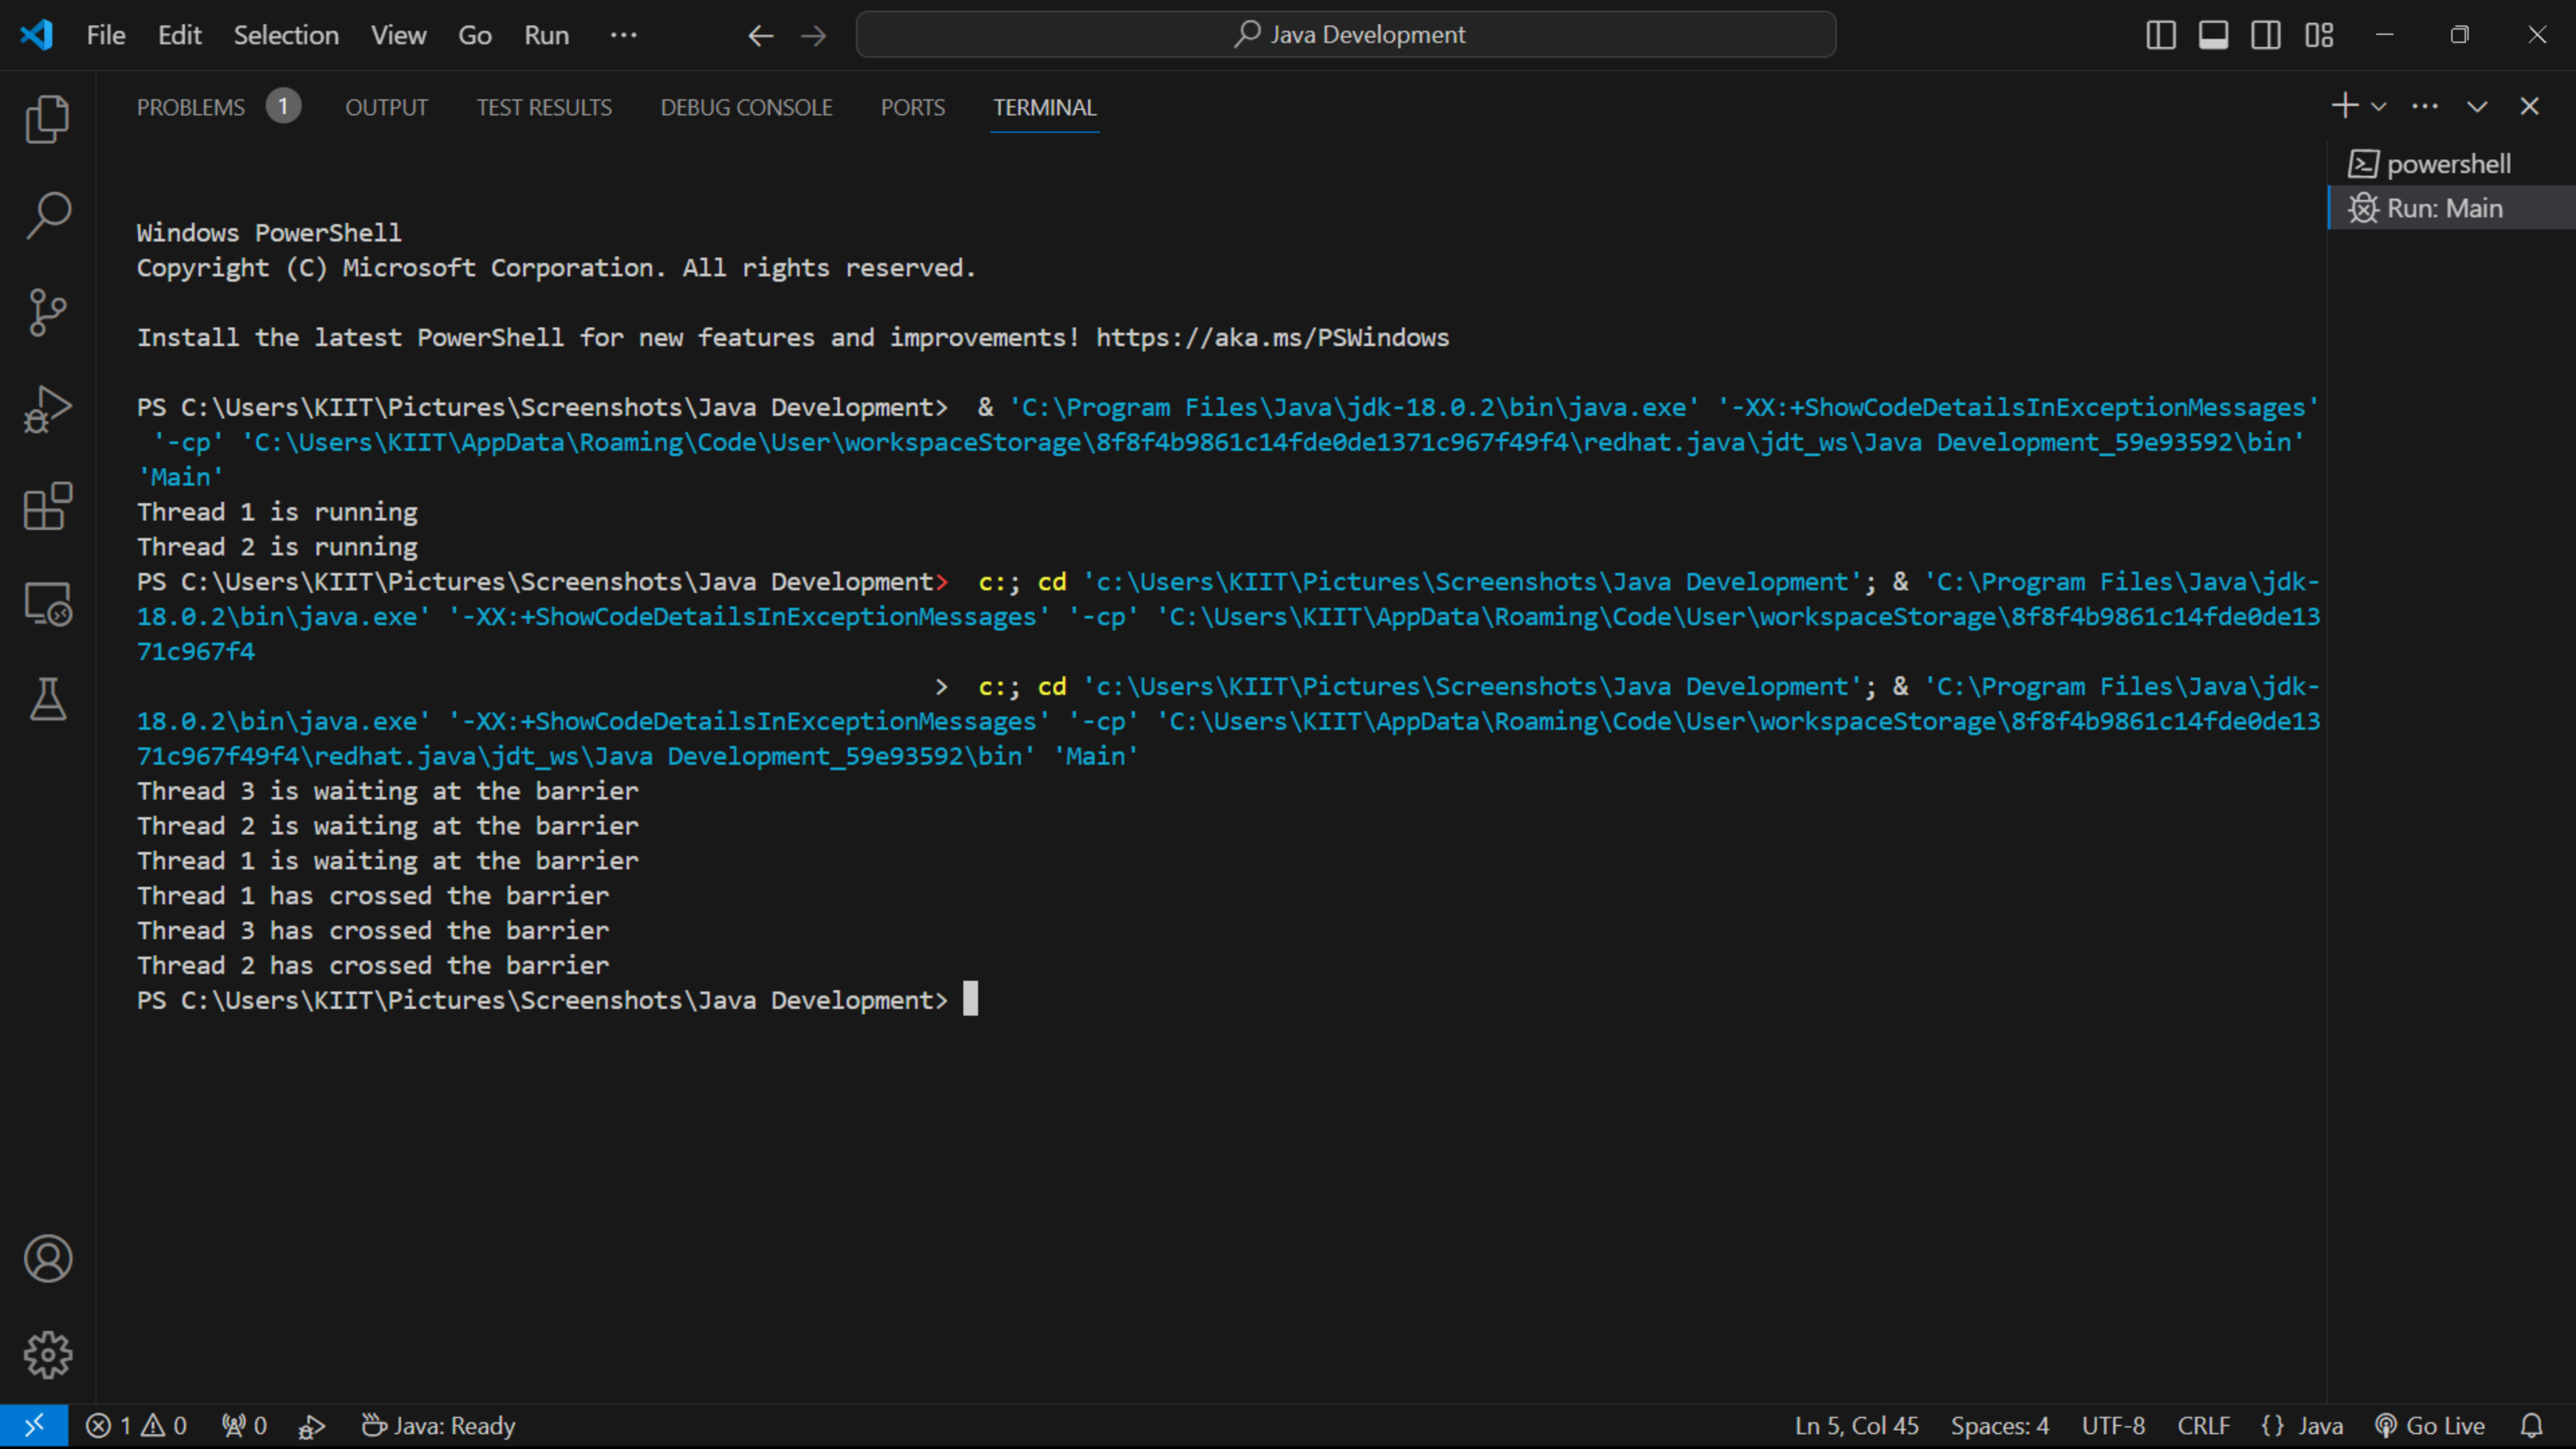 File Edit Selection View Go Run ··· Java Development
PROBLEMS 1 OUTPUT TEST RESULTS DEBUG CONSOLE PORTS TERMINAL
powershell
Run: Main
Windows PowerShell
Copyright (C) Microsoft Corporation. All rights reserved.
Install the latest PowerShell for new features and improvements! https://aka.ms/PSWindows
PS C:\Users\KIIT\Pictures\Screenshots\Java Development>  & 'C:\Program Files\Java\jdk-18.0.2\bin\java.exe' '-XX:+ShowCodeDetailsInExceptionMessages'
'-cp' 'C:\Users\KIIT\AppData\Roaming\Code\User\workspaceStorage\8f8f4b9861c14fde0de1371c967f49f4\redhat.java\jdt_ws\Java Development_59e93592\bin'
'Main'
Thread 1 is running
Thread 2 is running
PS C:\Users\KIIT\Pictures\Screenshots\Java Development>  c:; cd 'c:\Users\KIIT\Pictures\Screenshots\Java Development'; & 'C:\Program Files\Java\jdk-
18.0.2\bin\java.exe' '-XX:+ShowCodeDetailsInExceptionMessages' '-cp' 'C:\Users\KIIT\AppData\Roaming\Code\User\workspaceStorage\8f8f4b9861c14fde0de13
71c967f4
>  c:; cd 'c:\Users\KIIT\Pictures\Screenshots\Java Development'; & 'C:\Program Files\Java\jdk-
18.0.2\bin\java.exe' '-XX:+ShowCodeDetailsInExceptionMessages' '-cp' 'C:\Users\KIIT\AppData\Roaming\Code\User\workspaceStorage\8f8f4b9861c14fde0de13
71c967f49f4\redhat.java\jdt_ws\Java Development_59e93592\bin' 'Main'
Thread 3 is waiting at the barrier
Thread 2 is waiting at the barrier
Thread 1 is waiting at the barrier
Thread 1 has crossed the barrier
Thread 3 has crossed the barrier
Thread 2 has crossed the barrier
PS C:\Users\KIIT\Pictures\Screenshots\Java Development>
1 0 0 Java: Ready Ln 5, Col 45 Spaces: 4 UTF-8 CRLF {} Java Go Live